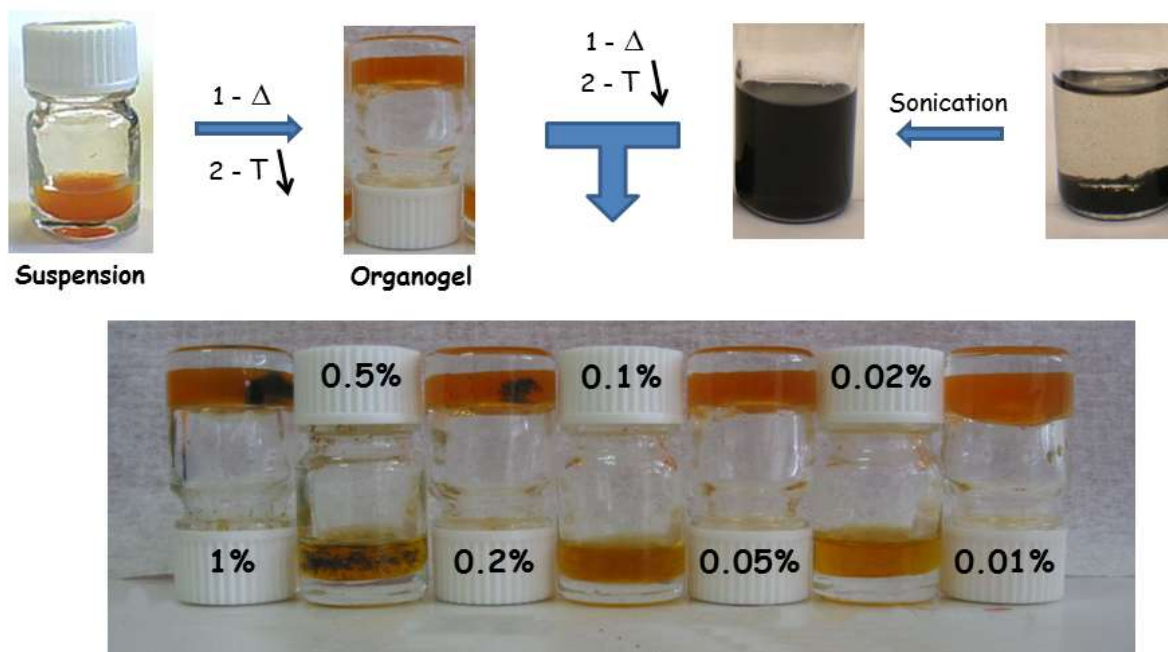 1 - Δ
2 - T
Suspension
Organogel
1 - Δ
2 - T
Sonication
0.5%
0.1%
0.02%
1%
0.2%
0.05%
0.01%